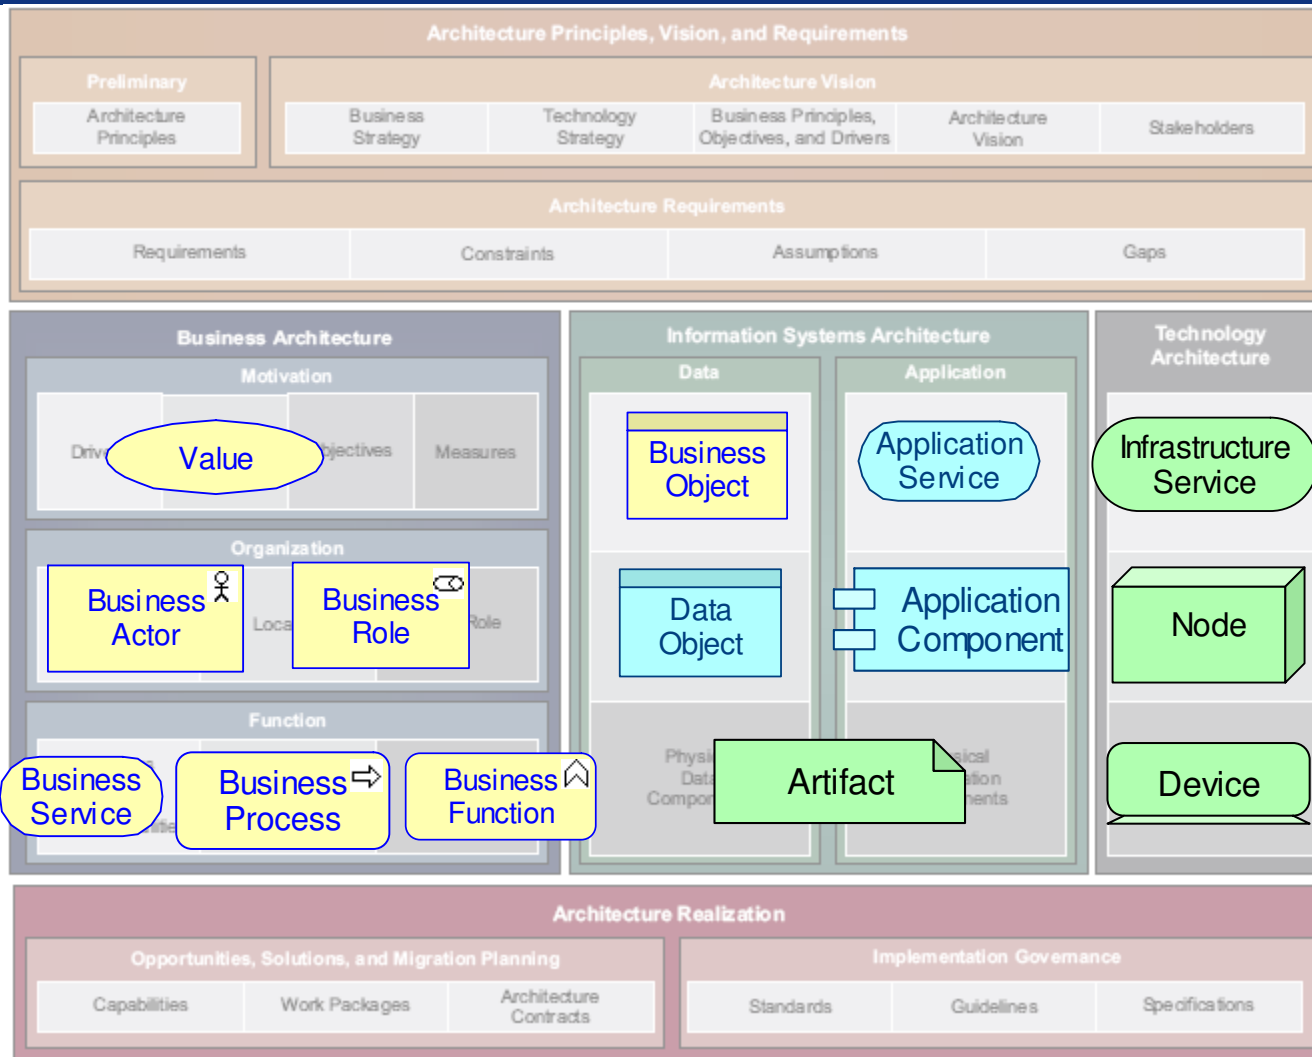 Architecture Principles, Vision, and Requirements
Preliminary
Architecture Vision
Architecture
Principles
Business
Strategy
Technology
Strategy
Business Principles,
Objectives, and Drivers
Architecture
Vision
Stakeholders
Architecture Requirements
Requirements
Constraints
Assumptions
Gaps
Business Architecture
Motivation
Value
Measures
Organization
Business
Actor
Business
Role
Role
Function
Business
Service
Business
Process
Business
Function
Information Systems Architecture
Data
Application
Business
Object
Application
Service
Data
Object
Application
Component
Artifact
Technology
Architecture
Infrastructure
Service
Node
Device
Architecture Realization
Opportunities, Solutions, and Migration Planning
Capabilities
Work Packages
Architecture
Contracts
Implementation Governance
Standards
Guidelines
Specifications